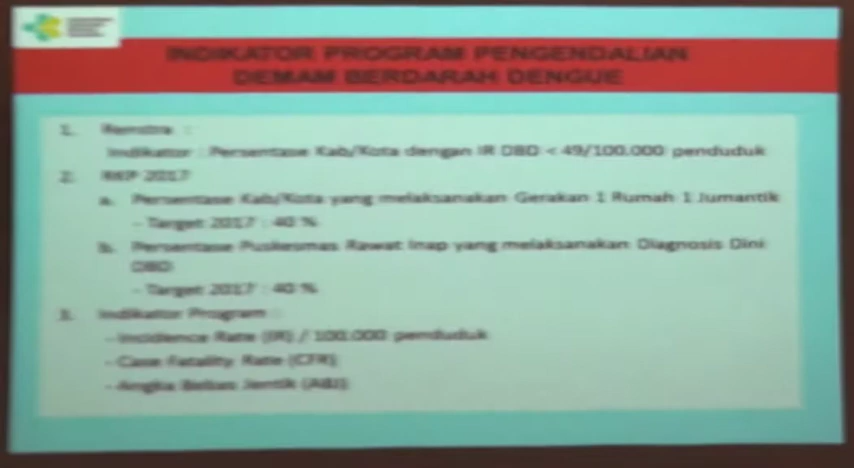 INDIKATOR PROGRAM PENGENDALIAN
DEMAM BERDARAH DENGUE
1. Renstra :
Indikator : Persentase Kab/Kota dengan IR DBD < 49/100.000 penduduk
2. RKP 2017
a. Persentase Kab/Kota yang melaksanakan Gerakan 1 Rumah 1 Jumantik
- Target 2017 : 40 %
b. Persentase Puskesmas Rawat Inap yang melaksanakan Diagnosis Dini
DBD
- Target 2017 : 40 %
3. Indikator Program :
- Incidence Rate (IR) / 100.000 penduduk
- Case Fatality Rate (CFR)
- Angka Bebas Jentik (ABJ)